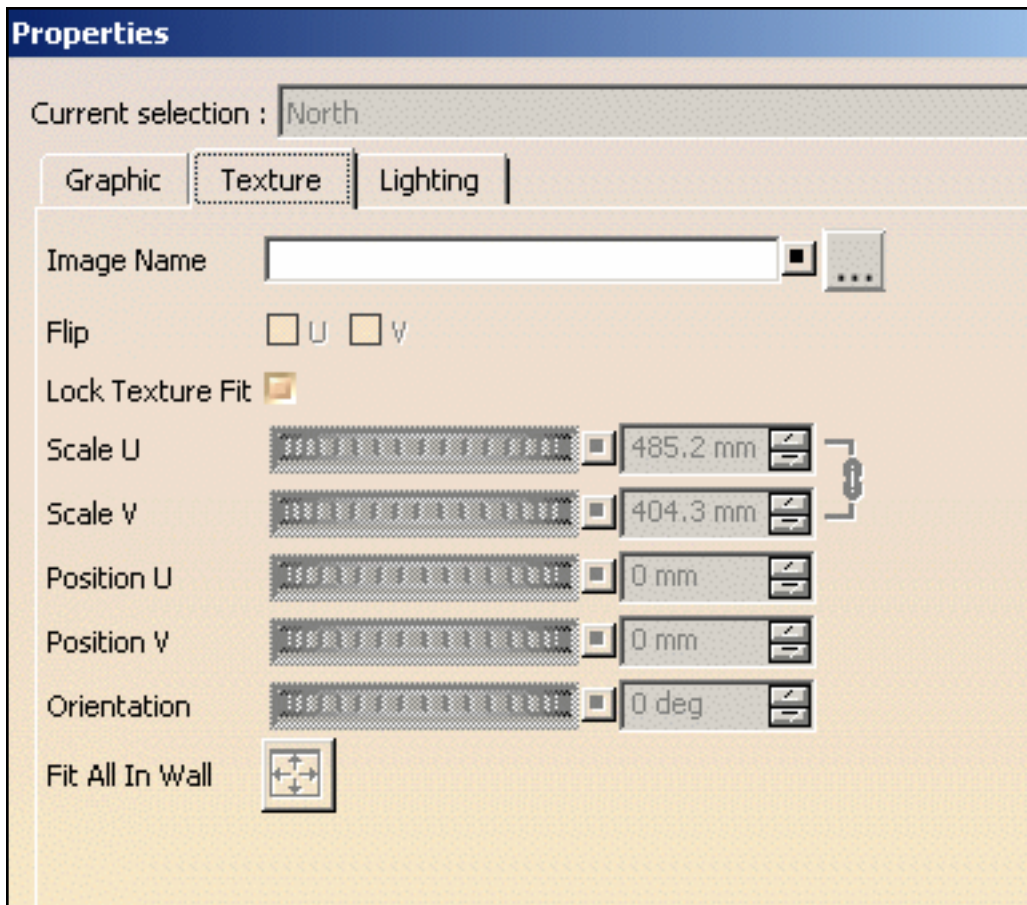 Properties
Current selection : North
Graphic Texture Lighting
Image Name ...
Flip U V
Lock Texture Fit
Scale U 485.2 mm
Scale V 404.3 mm
Position U 0 mm
Position V 0 mm
Orientation 0 deg
Fit All In Wall